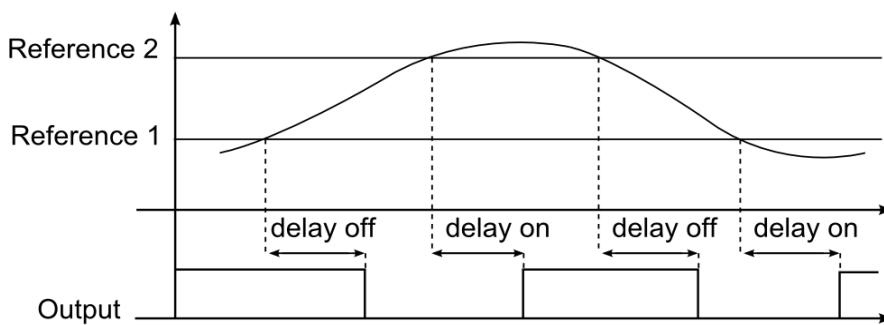 Reference 2
Reference 1
delay off
delay on
delay off
delay on
Output